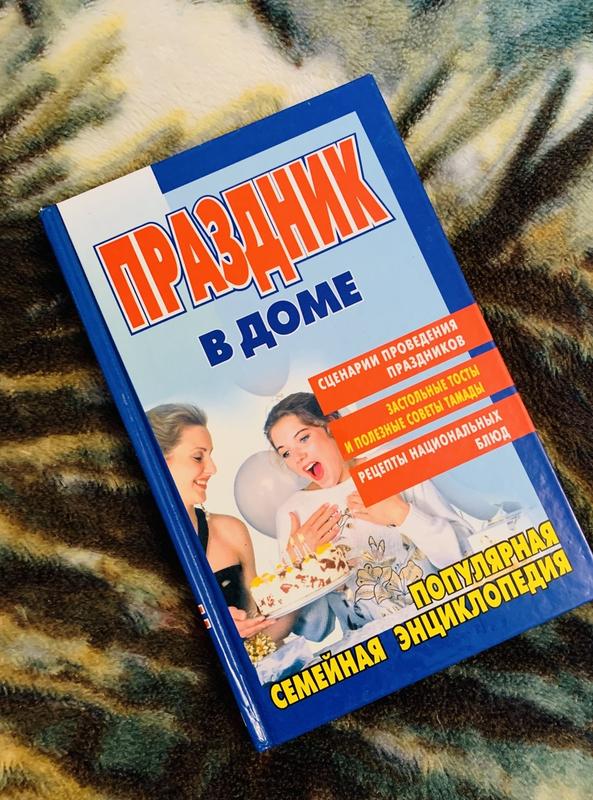 ПРАЗДНИК
В ДОМЕ
СЦЕНАРИИ ПРОВЕДЕНИЯ
ПРАЗДНИКОВ
ЗАСТОЛЬНЫЕ ТОСТЫ
И ПОЛЕЗНЫЕ СОВЕТЫ ТАМАДЫ
РЕЦЕПТЫ НАЦИОНАЛЬНЫХ
БЛЮД
ПОПУЛЯРНАЯ
СЕМЕЙНАЯ ЭНЦИКЛОПЕДИЯ